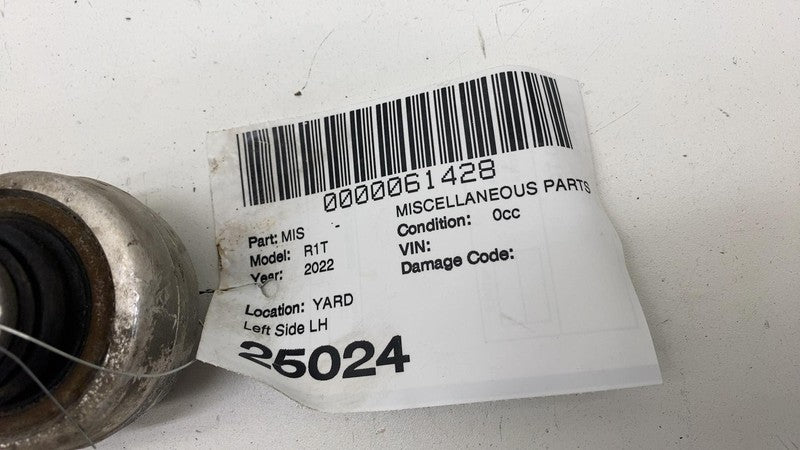 0000061428
MISCELLANEOUS PARTS
Part: MIS -
Condition: 0cc
Model: R1T
VIN:
Year: 2022
Damage Code:
Location: YARD
Left Side LH
25024